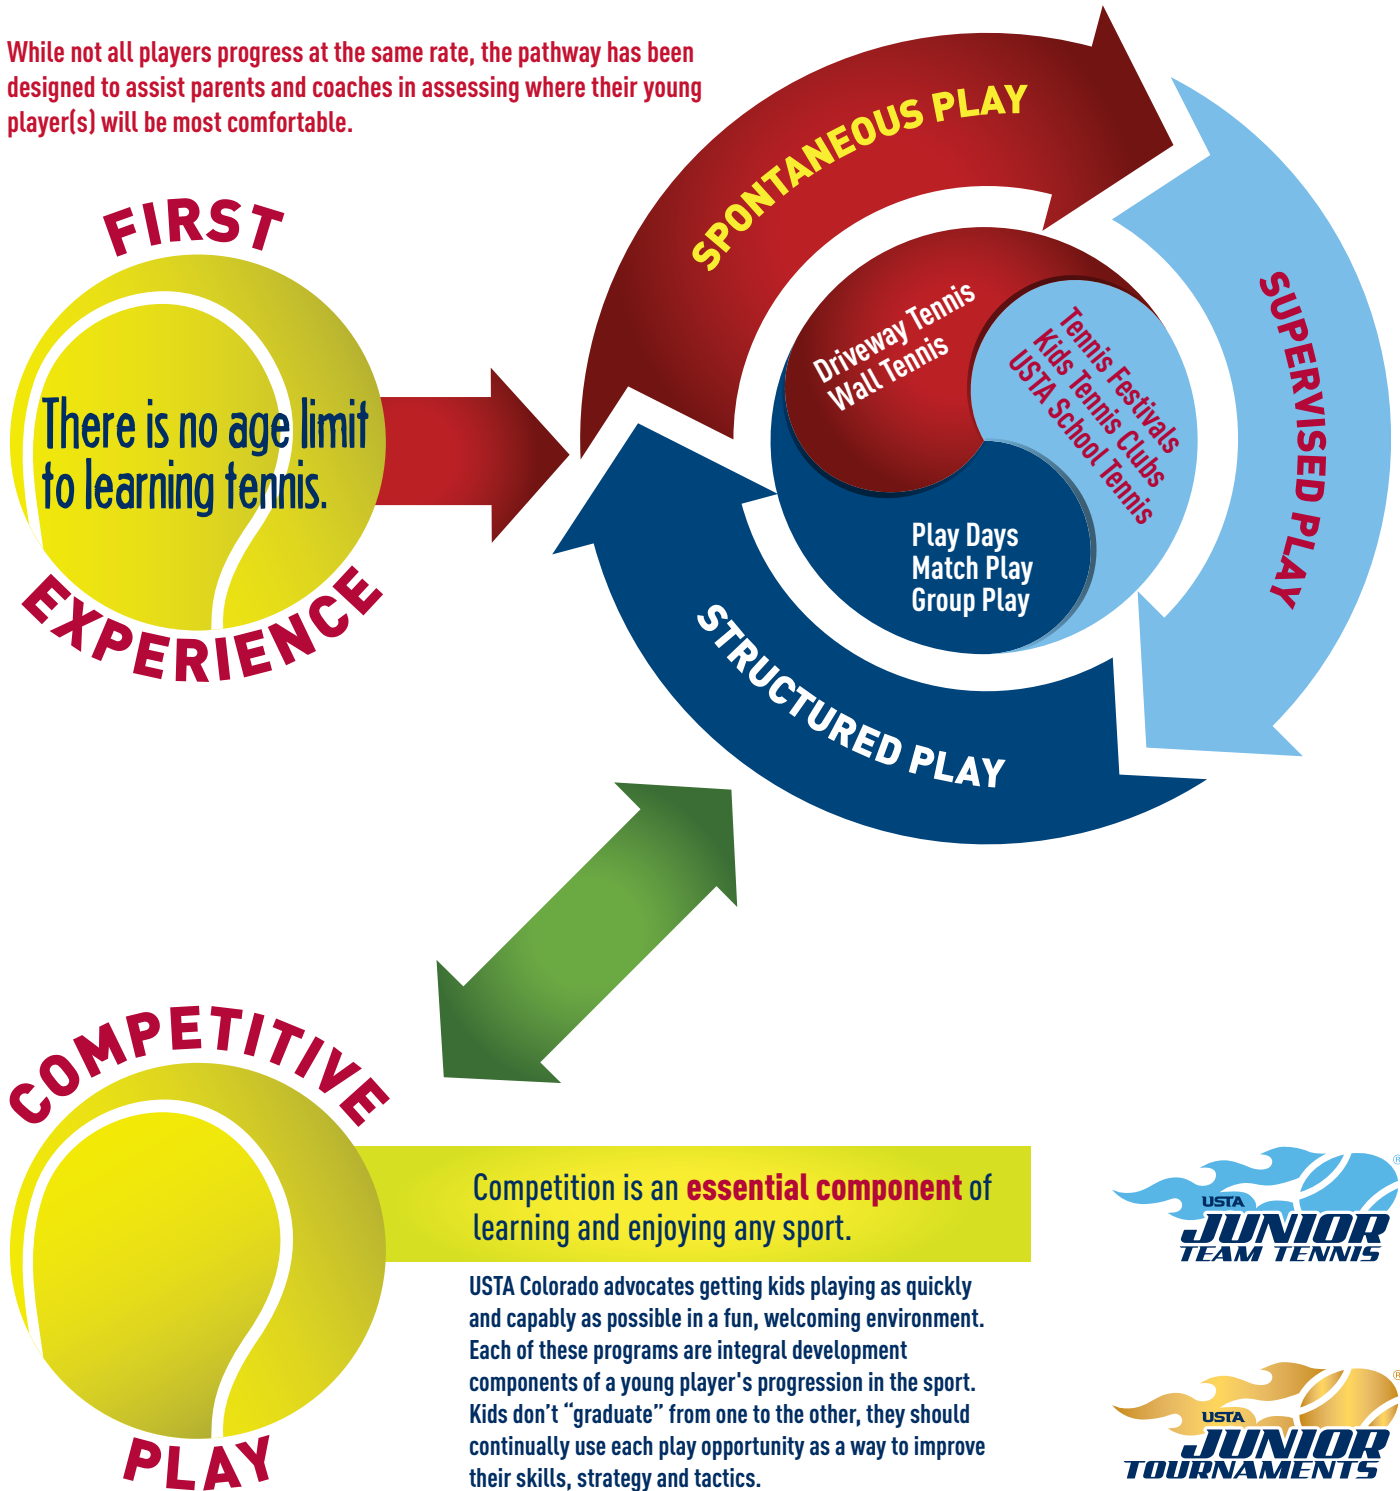 While not all players progress at the same rate, the pathway has been
designed to assist parents and coaches in assessing where their young
player(s) will be most comfortable.
FIRST
There is no age limit
to learning tennis.
EXPERIENCE
SPONTANEOUS PLAY
Driveway Tennis
Wall Tennis
SUPERVISED PLAY
Tennis Festivals
Kids Tennis Clubs
USTA School Tennis
Play Days
Match Play
Group Play
STRUCTURED PLAY
COMPETITIVE
PLAY
Competition is an essential component of
learning and enjoying any sport.
USTA Colorado advocates getting kids playing as quickly
and capably as possible in a fun, welcoming environment.
Each of these programs are integral development
components of a young player's progression in the sport.
Kids don’t “graduate” from one to the other, they should
continually use each play opportunity as a way to improve
their skills, strategy and tactics.
®
USTA
JUNIOR
TEAM TENNIS
®
USTA
JUNIOR
TOURNAMENTS